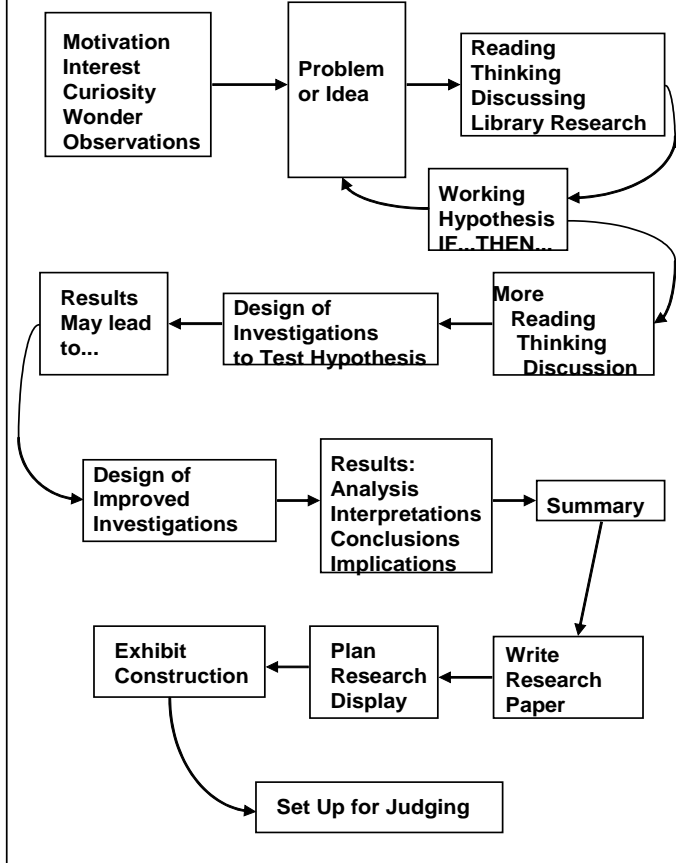 Motivation
Interest
Curiosity
Wonder
Observations
Problem
or Idea
Reading
Thinking
Discussing
Library Research
Working
Hypothesis
IF...THEN...
More
Reading
Thinking
Discussion
Design of
Investigations
to Test Hypothesis
Results
May lead
to...
Design of
Improved
Investigations
Results:
Analysis
Interpretations
Conclusions
Implications
Summary
Write
Research
Paper
Plan
Research
Display
Exhibit
Construction
Set Up for Judging